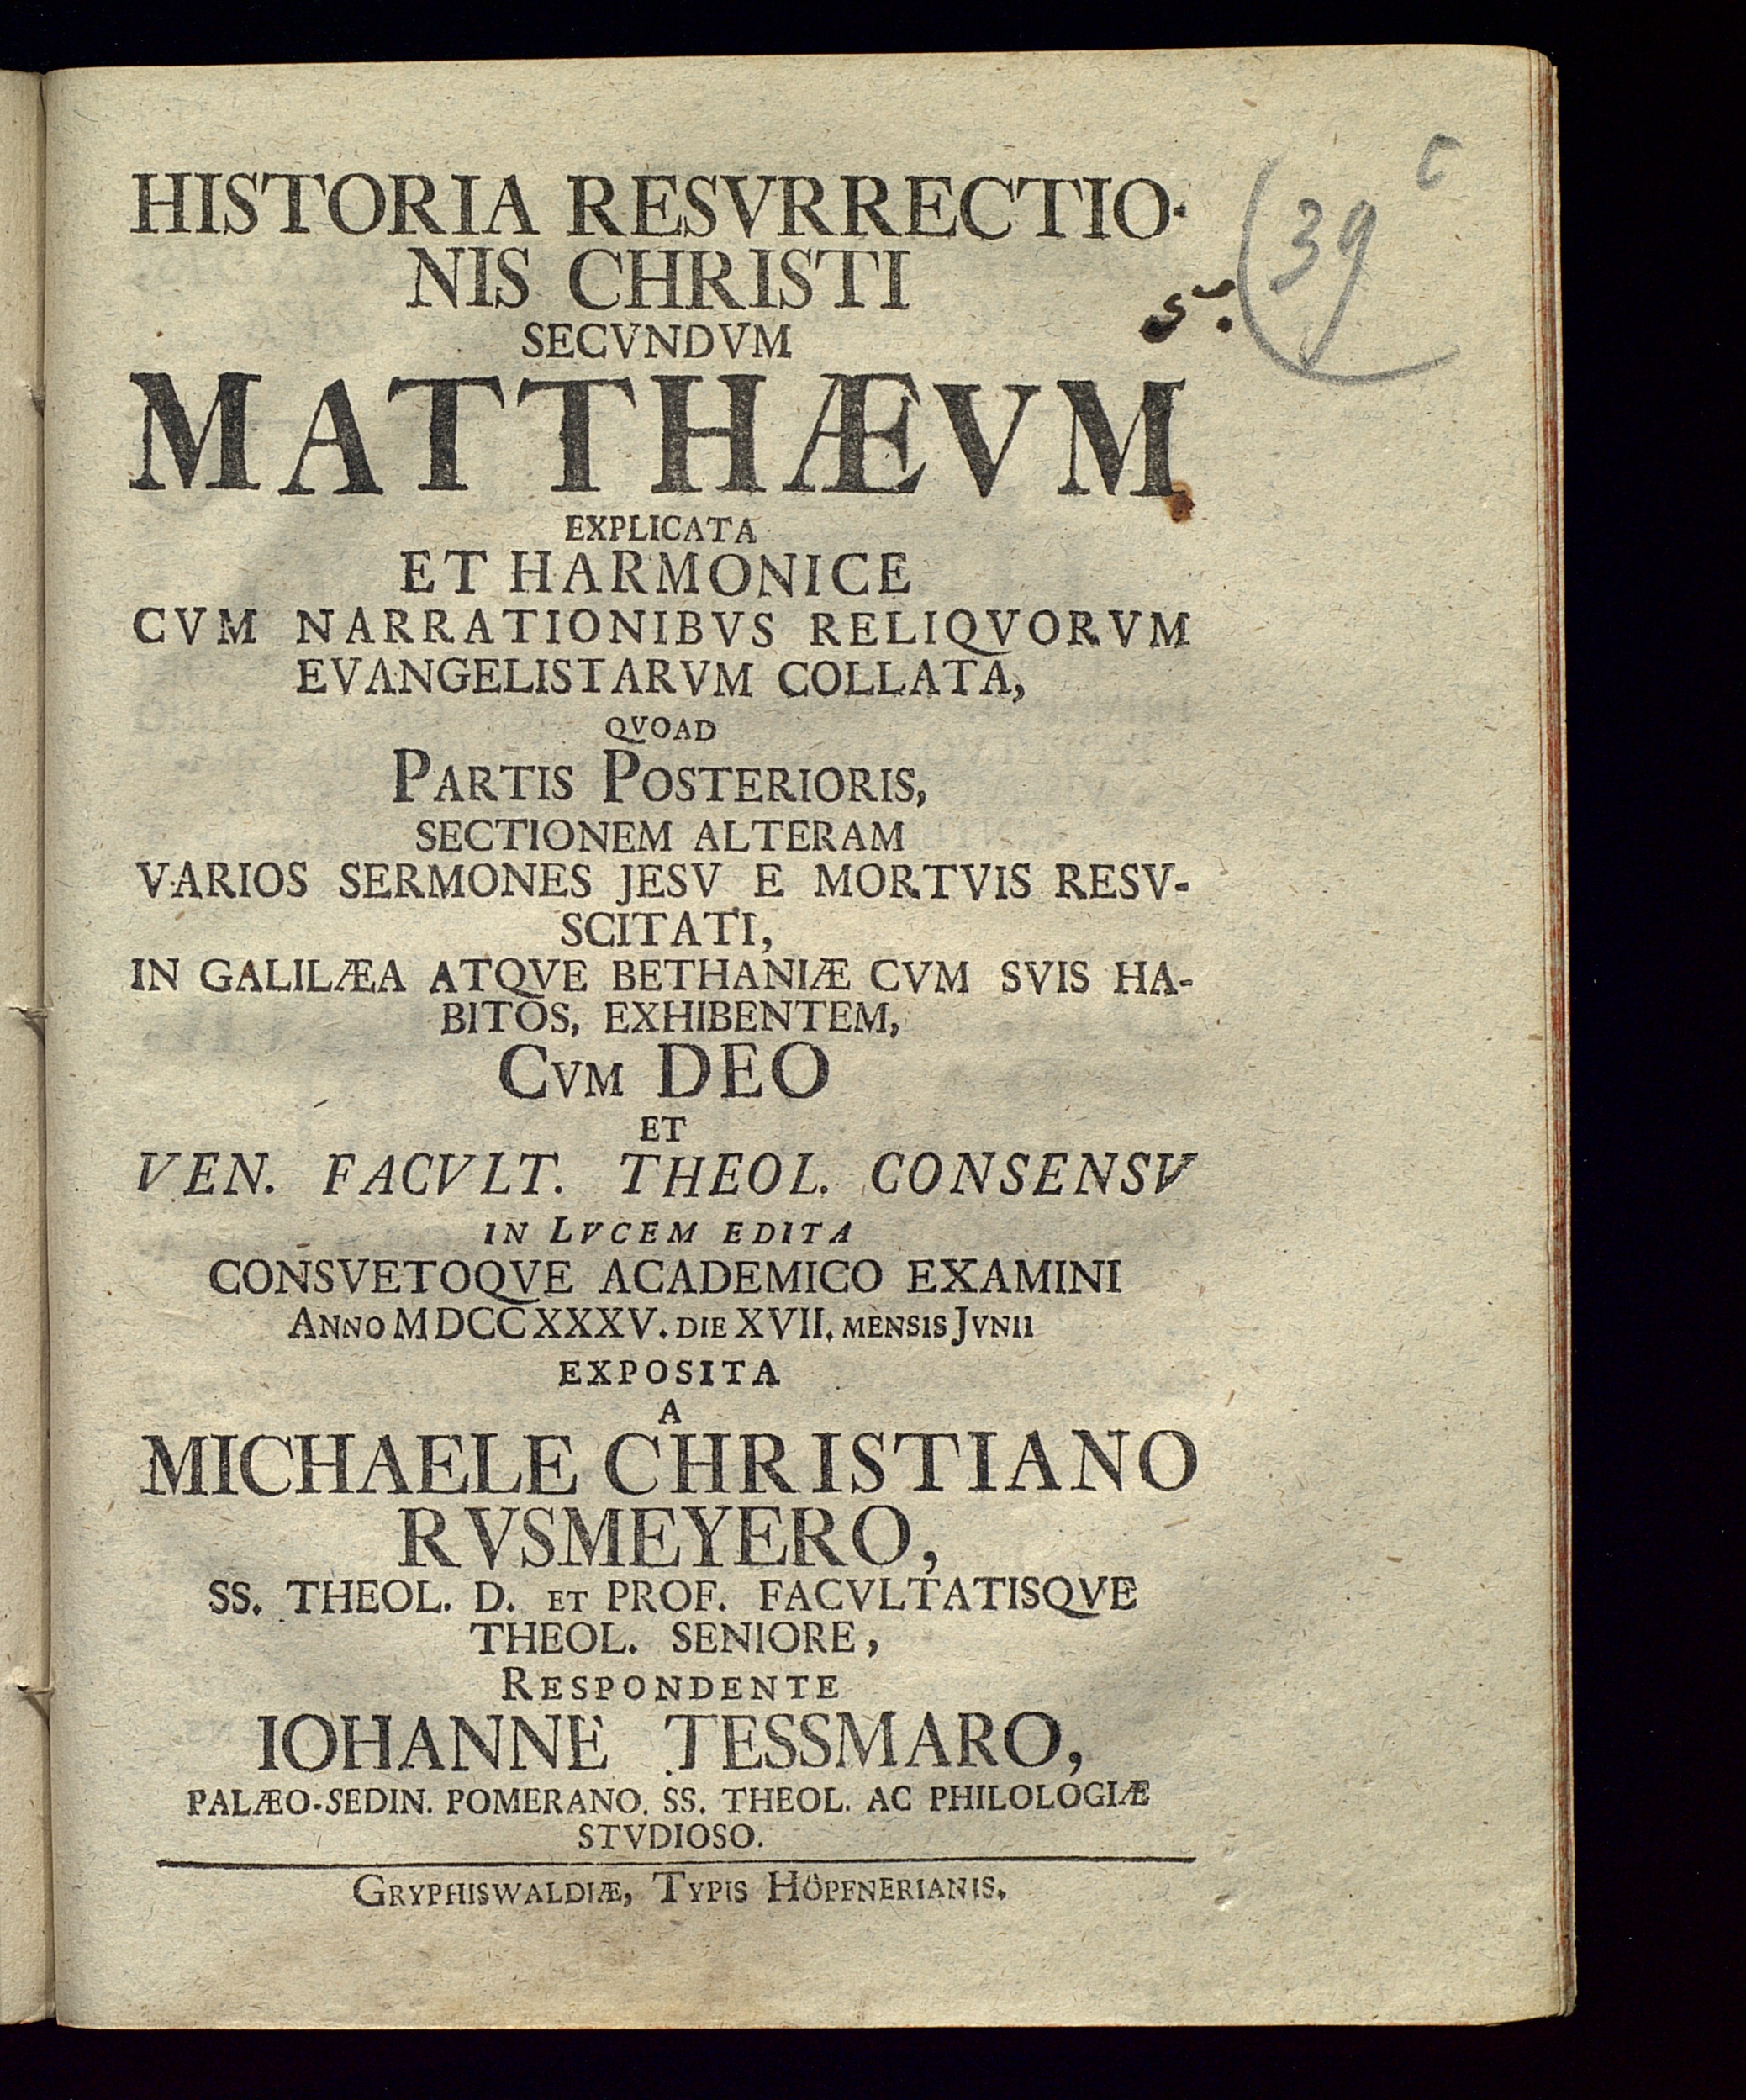 HISTORIA RESVRRECTIO-
NIS CHRISTI
SECVNDVM
MATTHÆVM
EXPLICATA
ET HARMONICE
CVM NARRATIONIBVS RELIQVORVM
EVANGELISTARVM COLLATA,
QVOAD
PARTIS POSTERIORIS,
SECTIONEM ALTERAM
VARIOS SERMONES JESV E MORTVIS RESV-
SCITATI,
IN GALILÆA ATQVE BETHANIÆ CVM SVIS HA-
BITOS, EXHIBENTEM,
CVM DEO
ET
VEN. FACVLT. THEOL. CONSENSV
IN LVCEM EDITA
CONSVETOQVE ACADEMICO EXAMINI
ANNO MDCCXXXV. DIE XVII. MENSIS JVNII
EXPOSITA
A
MICHAELE CHRISTIANO
RVSMEYERO,
SS. THEOL. D. ET PROF. FACVLTATISQVE
THEOL. SENIORE,
RESPONDENTE
IOHANNE TESSMARO,
PALÆO-SEDIN. POMERANO. SS. THEOL. AC PHILOLOGIÆ
STVDIOSO.
GRYPHISWALDIÆ, TYPIS HÖPFNERIANIS.
39
5.